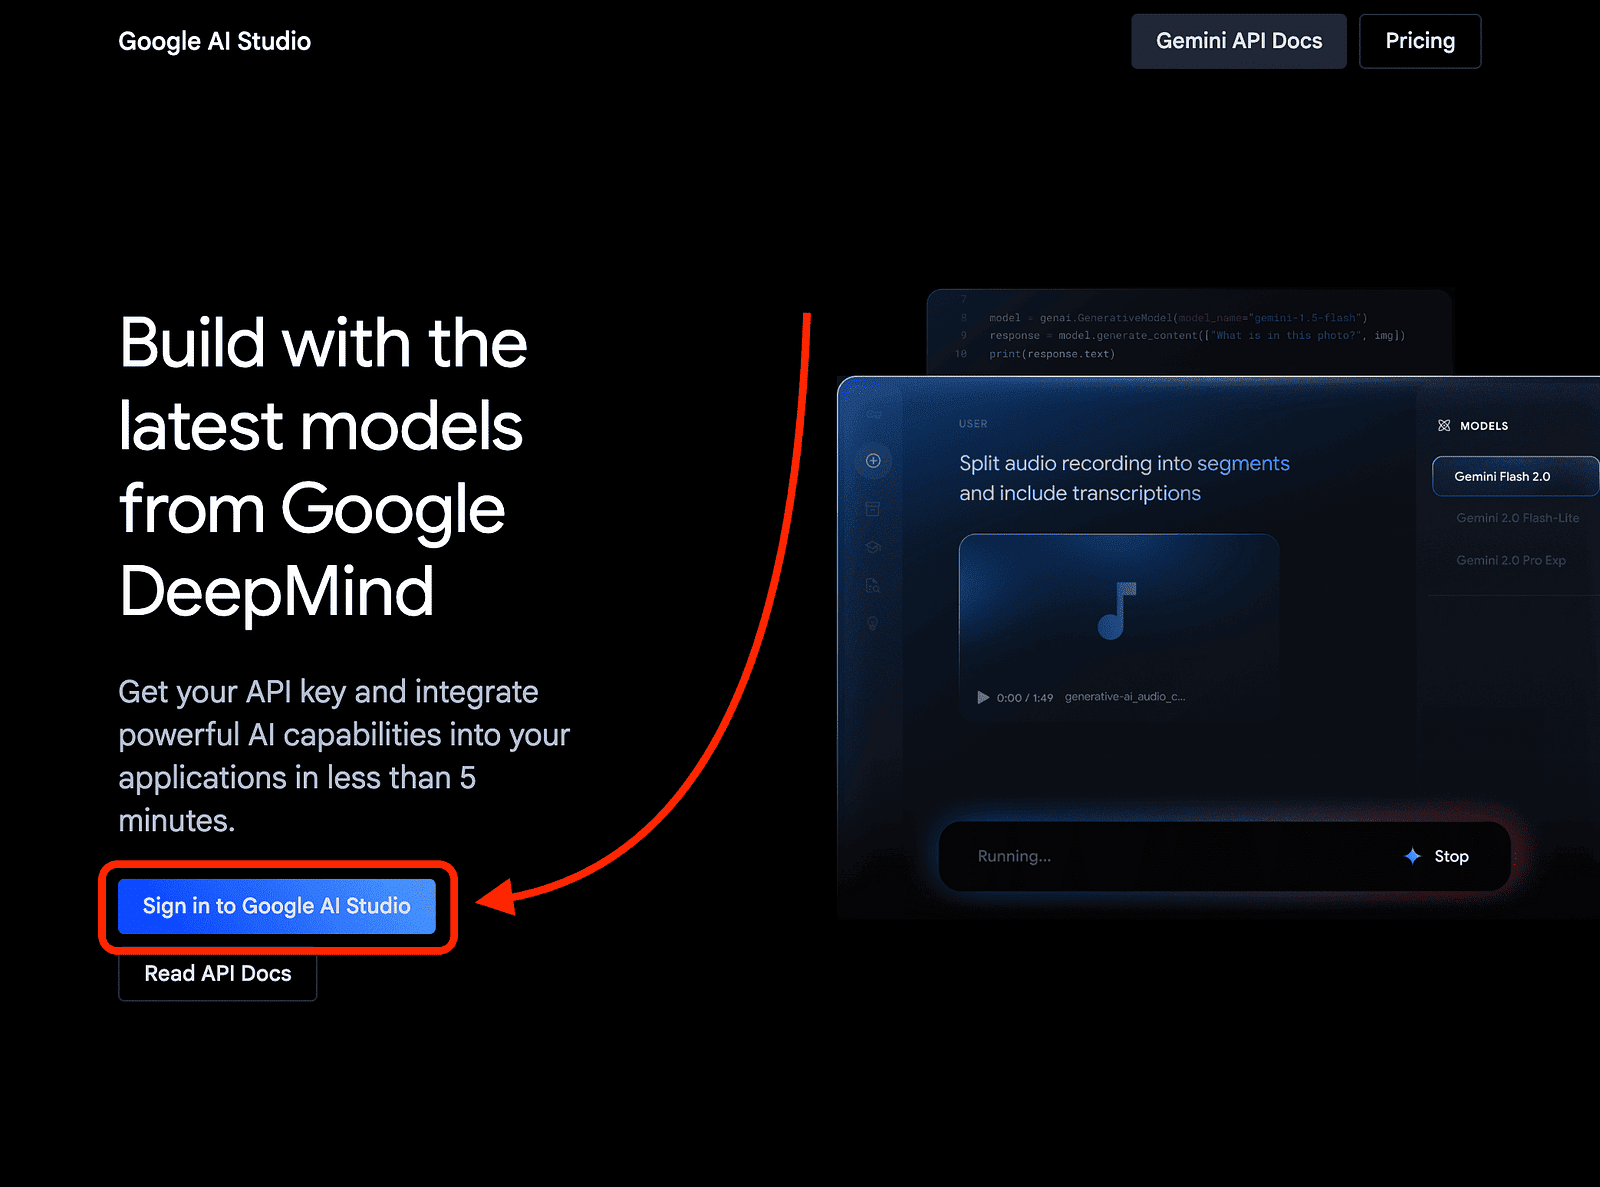 Google AI Studio
Gemini API Docs
Pricing
Build with the
latest models
from Google
DeepMind
Get your API key and integrate
powerful AI capabilities into your
applications in less than 5
minutes.
Sign in to Google AI Studio
Read API Docs
7
8 model = genai.GenerativeModel(model_name="gemini-1.5-flash")
9 response = model.generate_content(["What is in this photo?", img])
10 print(response.text)
USER
Split audio recording into segments
and include transcriptions
0:00 / 1:49 generative-ai_audio_c...
MODELS
Gemini Flash 2.0
Gemini 2.0 Flash-Lite
Gemini 2.0 Pro Exp
Running...
Stop